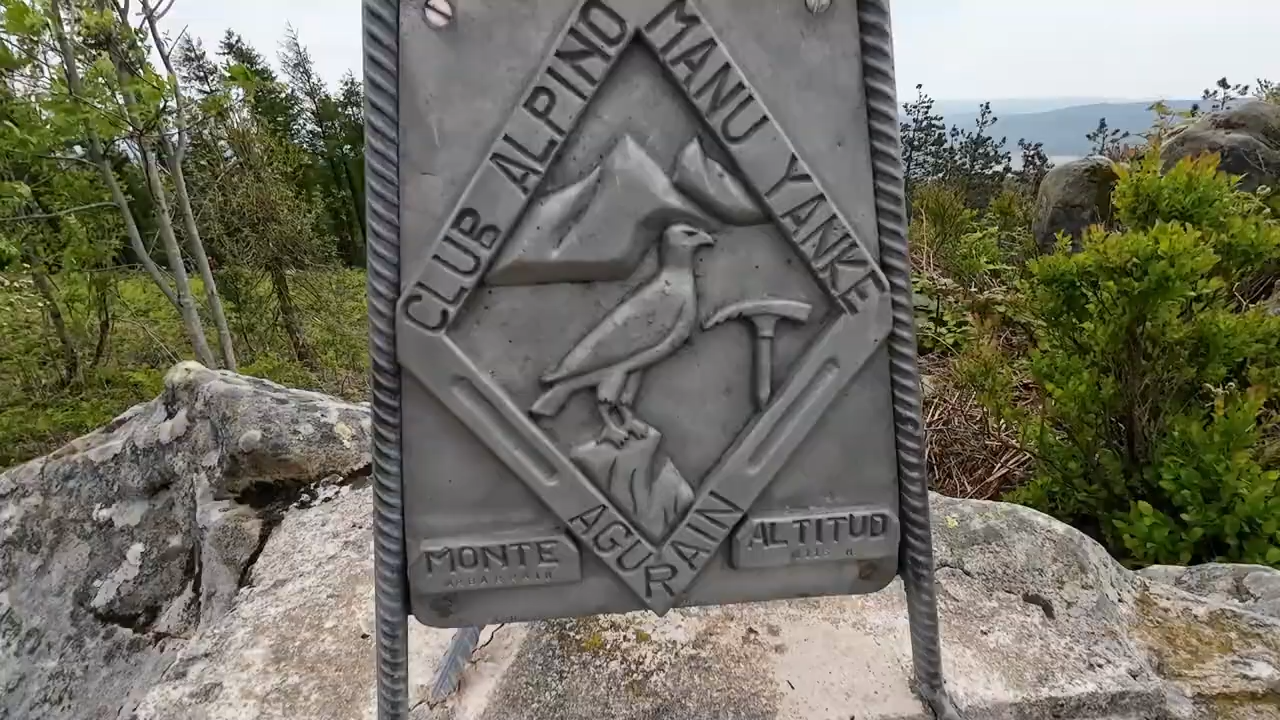 CLUB ALPINO
MANU YANKE
AGURAIN
MONTE
ALTITUD